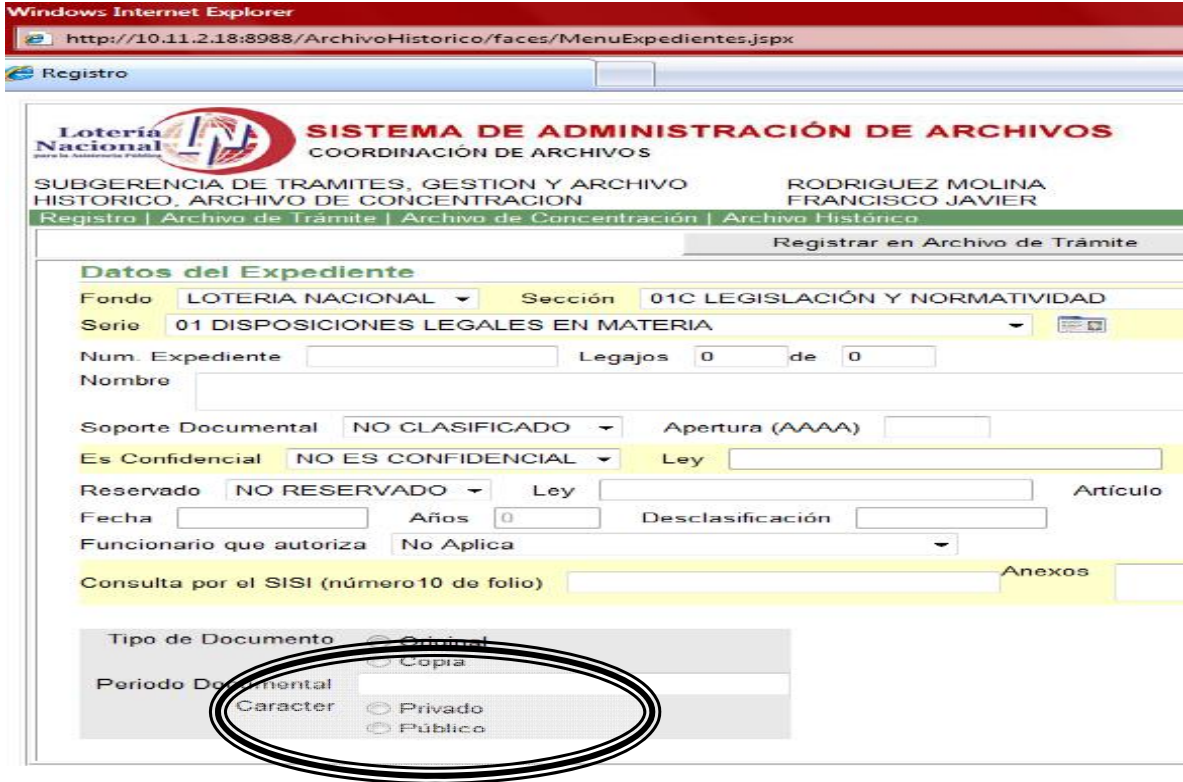 Windows Internet Explorer
http://10.11.2.18:8988/ArchivoHistorico/faces/MenuExpedientes.jspx
Registro
Lotería
Nacional
para la Asistencia Pública
SISTEMA DE ADMINISTRACIÓN DE ARCHIVOS
COORDINACIÓN DE ARCHIVOS
SUBGERENCIA DE TRAMITES, GESTION Y ARCHIVO RODRIGUEZ MOLINA
HISTORICO, ARCHIVO DE CONCENTRACION FRANCISCO JAVIER
Registro | Archivo de Trámite | Archivo de Concentración | Archivo Histórico
Registrar en Archivo de Trámite
Datos del Expediente
Fondo LOTERIA NACIONAL Sección 01C LEGISLACIÓN Y NORMATIVIDAD
Serie 01 DISPOSICIONES LEGALES EN MATERIA
Num. Expediente Legajos 0 de 0
Nombre
Soporte Documental NO CLASIFICADO Apertura (AAAA)
Es Confidencial NO ES CONFIDENCIAL Ley
Reservado NO RESERVADO Ley Artículo
Fecha Años 0 Desclasificación
Funcionario que autoriza No Aplica
Consulta por el SISI (número10 de folio) Anexos
Tipo de Documento Original
Copia
Periodo Documental
Caracter Privado
Público